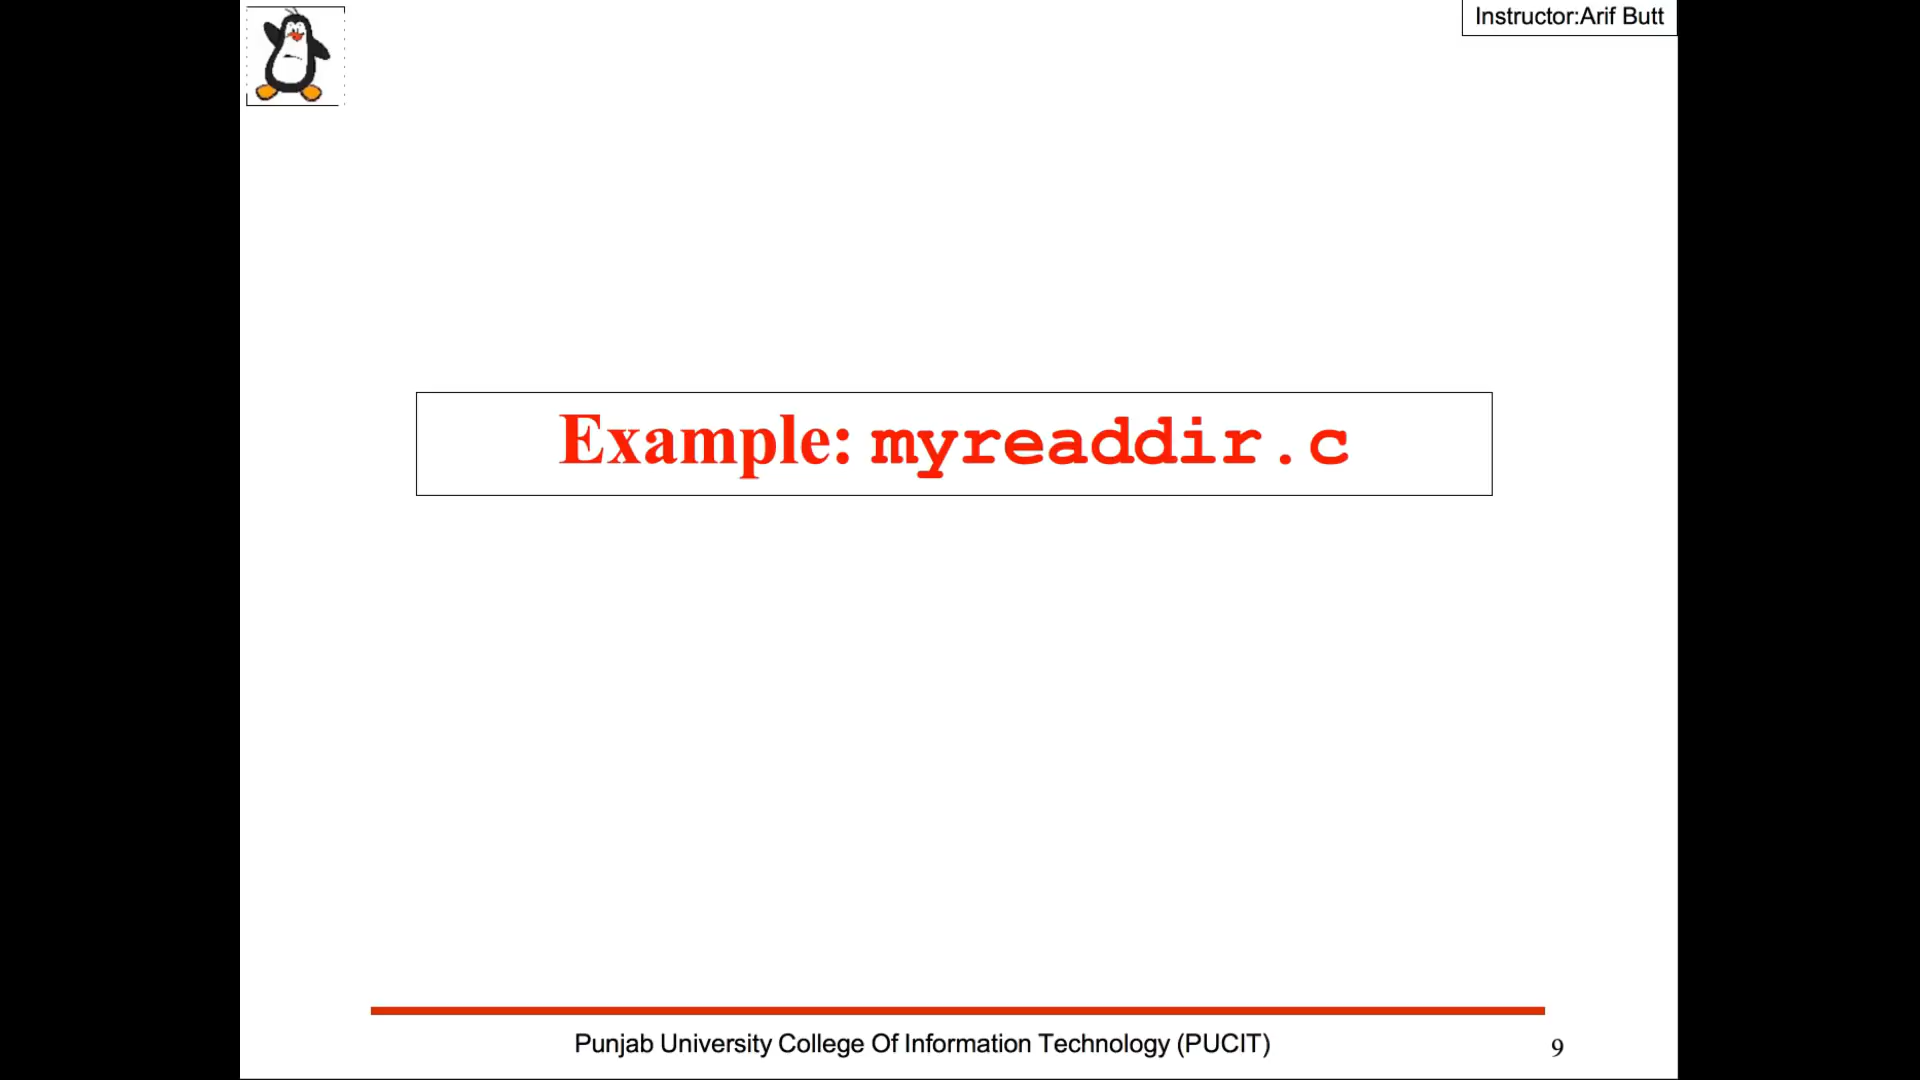 Instructor:Arif Butt
Example: myreaddir.c
Punjab University College Of Information Technology (PUCIT)
9